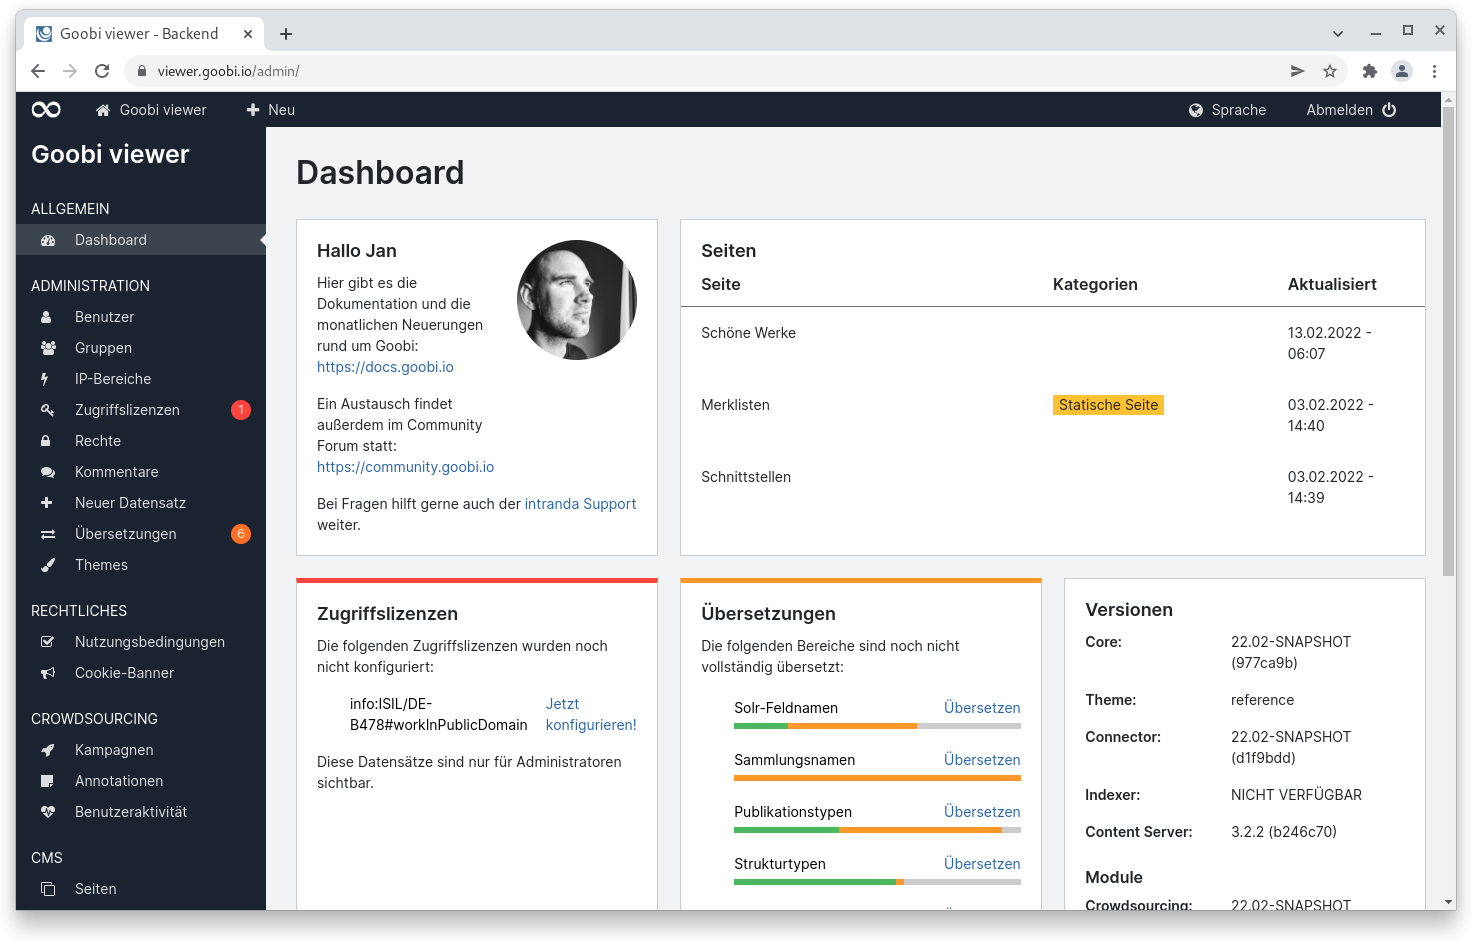 Goobi viewer - Backend
viewer.goobi.io/admin/
Goobi viewer
Neu
Sprache
Abmelden
Goobi viewer
ALLGEMEIN
Dashboard
ADMINISTRATION
Benutzer
Gruppen
IP-Bereiche
Zugriffslizenzen 1
Rechte
Kommentare
Neuer Datensatz
Übersetzungen 6
Themes
RECHTLICHES
Nutzungsbedingungen
Cookie-Banner
CROWDSOURCING
Kampagnen
Annotationen
Benutzeraktivität
CMS
Seiten
Dashboard
Hallo Jan
Hier gibt es die
Dokumentation und die
monatlichen Neuerungen
rund um Goobi:
https://docs.goobi.io
Ein Austausch findet
außerdem im Community
Forum statt:
https://community.goobi.io
Bei Fragen hilft gerne auch der intranda Support
weiter.
Seiten
Seite Kategorien Aktualisiert
Schöne Werke 13.02.2022 -
06:07
Merklisten Statische Seite 03.02.2022 -
14:40
Schnittstellen 03.02.2022 -
14:39
Zugriffslizenzen
Die folgenden Zugriffslizenzen wurden noch
nicht konfiguriert:
info:ISIL/DE- Jetzt
B478#workInPublicDomain konfigurieren!
Diese Datensätze sind nur für Administratoren
sichtbar.
Übersetzungen
Die folgenden Bereiche sind noch nicht
vollständig übersetzt:
Solr-Feldnamen Übersetzen
Sammlungsnamen Übersetzen
Publikationstypen Übersetzen
Strukturtypen Übersetzen
Versionen
Core: 22.02-SNAPSHOT
(977ca9b)
Theme: reference
Connector: 22.02-SNAPSHOT
(d1f9bdd)
Indexer: NICHT VERFÜGBAR
Content Server: 3.2.2 (b246c70)
Module
Crowdsourcing: 22.02-SNAPSHOT